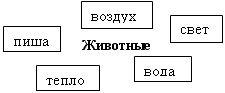 воздух
свет
пиша
Животные
тепло
вода